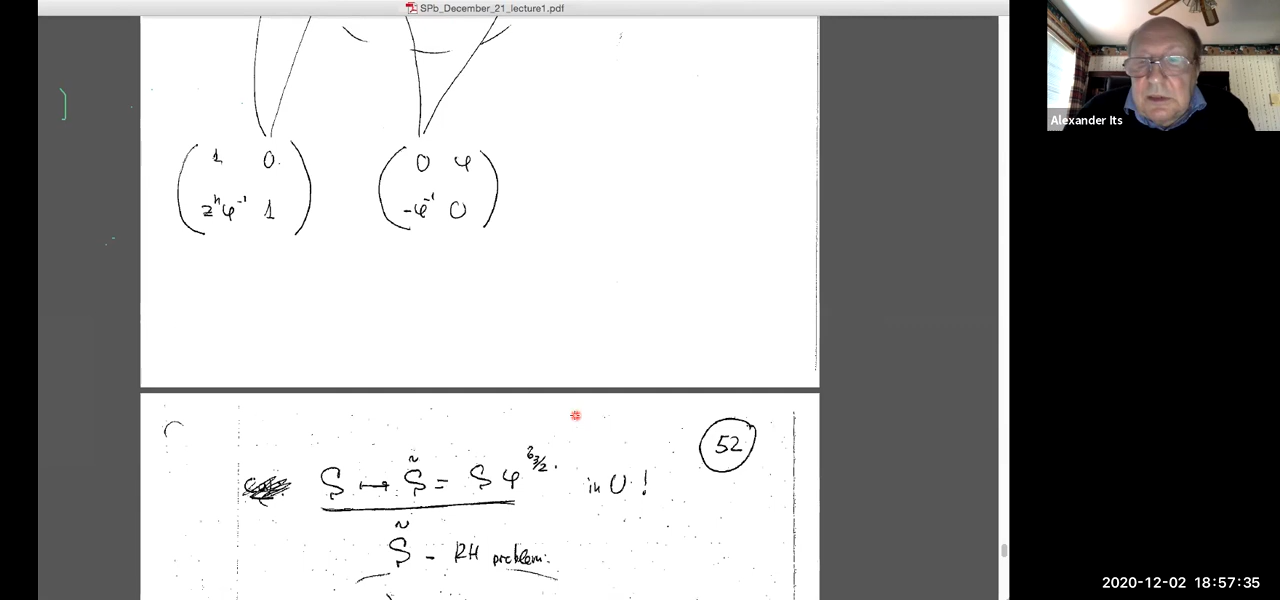 SPb_December_21_lecture1.pdf
Alexander Its
( 1 0 )
( zⁿφ⁻¹ 1 )
( 0 φ )
( -φ⁻¹ 0 )
52
S ↦ S̃ = S φ^{σ₃/2}. in U!
S̃ - RH problem.
2020-12-02 18:57:35